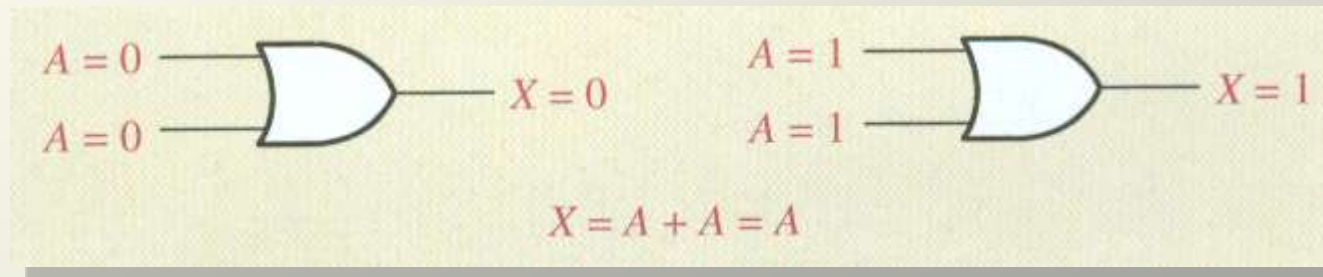 A = 0
A = 0
X = 0
A = 1
A = 1
X = 1
X = A + A = A